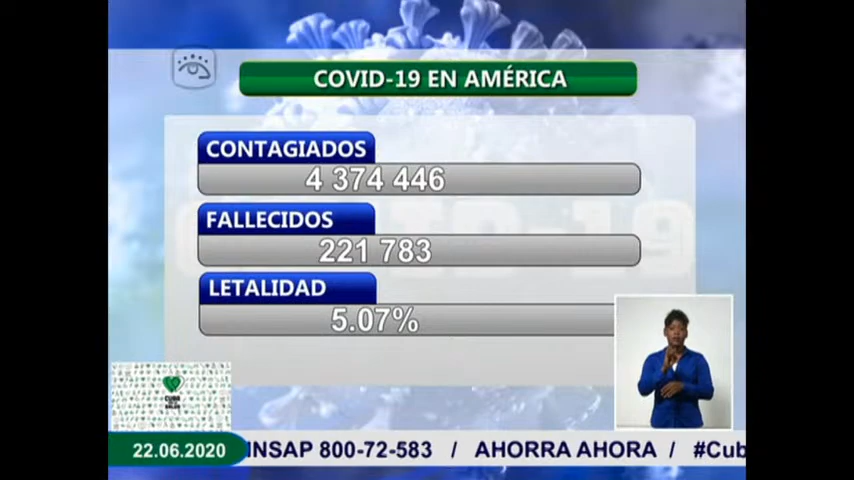 COVID-19 EN AMÉRICA
CONTAGIADOS
4 374 446
FALLECIDOS
221 783
LETALIDAD
5.07%
CUBA
22.06.2020
INSAP 800-72-583 / AHORRA AHORA / #Cub